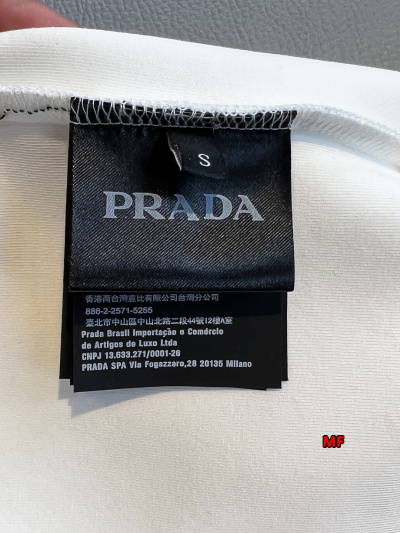 S
PRADA
香港商台灣意比有限公司台灣分公司
886-2-2571-5255
臺北市中山區中山北路二段44號12樓A室
Prada Brasil Importação e Comércio
de Artigos de Luxo Ltda
CNPJ 13.633.271/0001-26
PRADA SPA Via Fogazzaro,28 20135 Milano
MF